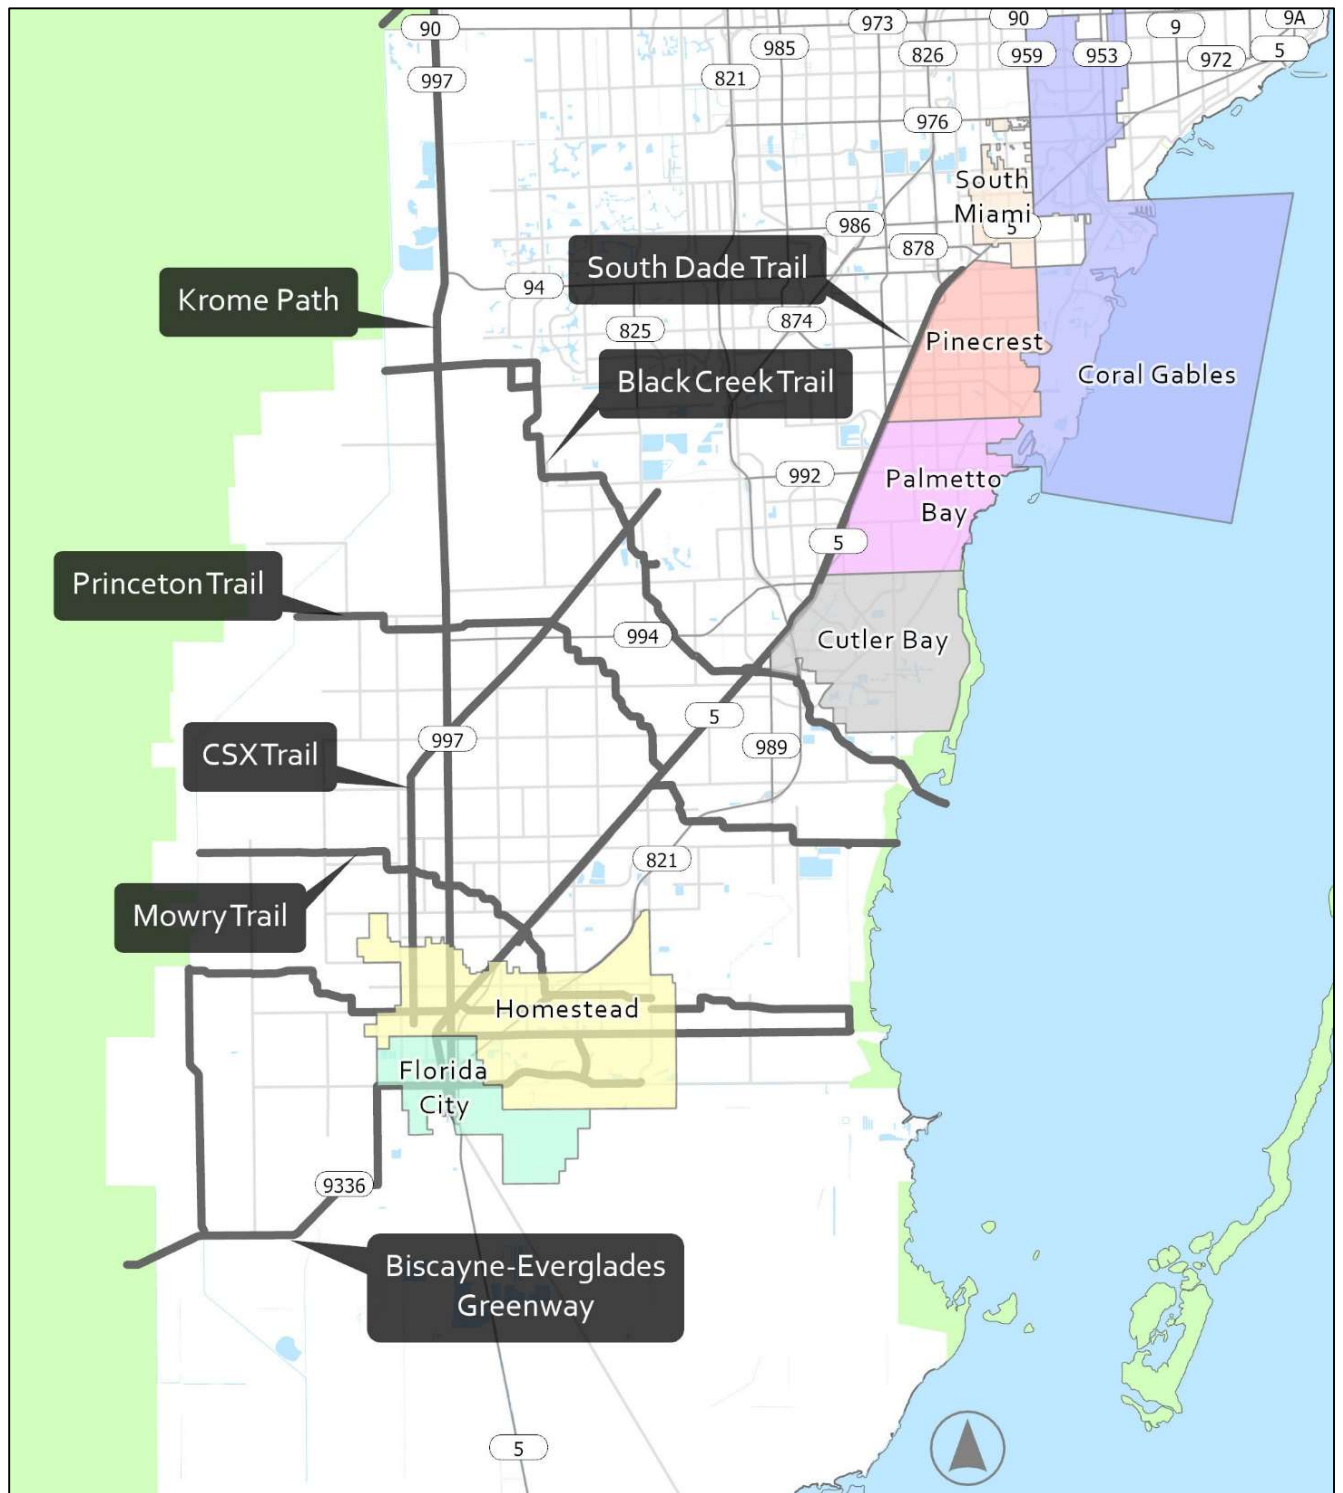 90
973
90
9
9A
985
826
959
953
972
5
997
821
976
South
Miami
5
986
878
South Dade Trail
94
Krome Path
874
825
Pinecrest
Coral Gables
Black Creek Trail
992
Palmetto
Bay
5
Princeton Trail
994
Cutler Bay
5
997
989
CSX Trail
821
Mowry Trail
Homestead
Florida
City
9336
Biscayne-Everglades
Greenway
5